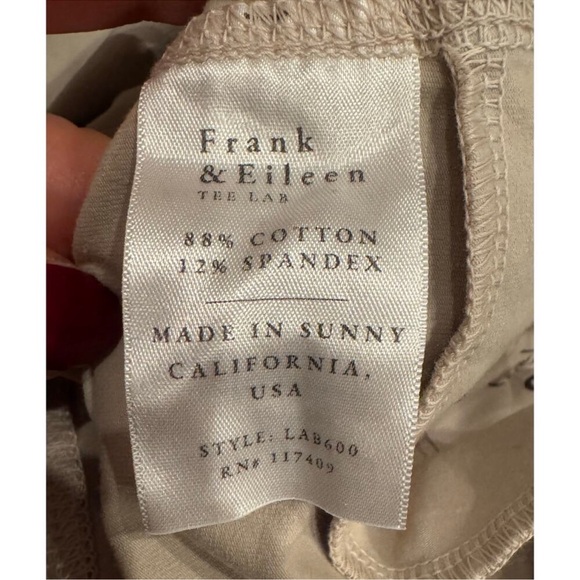 Frank
& Eileen
TEE LAB
88% COTTON
12% SPANDEX
MADE IN SUNNY
CALIFORNIA,
USA
STYLE: LAB600
RN# 117409